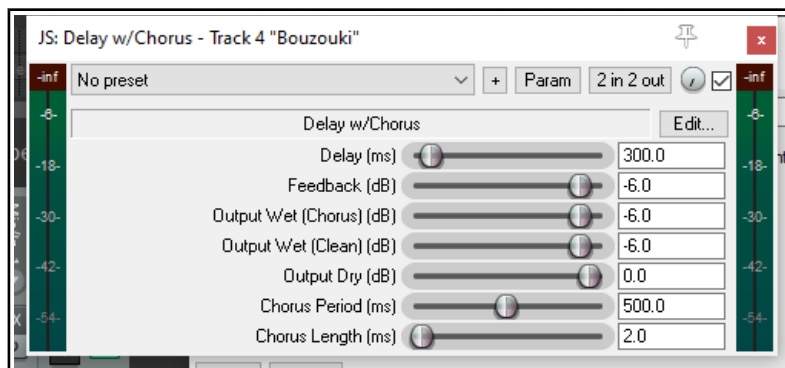 JS: Delay w/Chorus - Track 4 "Bouzouki" x
-inf No preset + Param 2 in 2 out -inf
-6- -6-
Delay w/Chorus Edit...
Delay (ms) 300.0
-18- -18-
Feedback (dB) -6.0
-30- Output Wet (Chorus) (dB) -6.0 -30-
Output Wet (Clean) (dB) -6.0
-42- Output Dry (dB) 0.0 -42-
Chorus Period (ms) 500.0
-54- -54-
Chorus Length (ms) 2.0